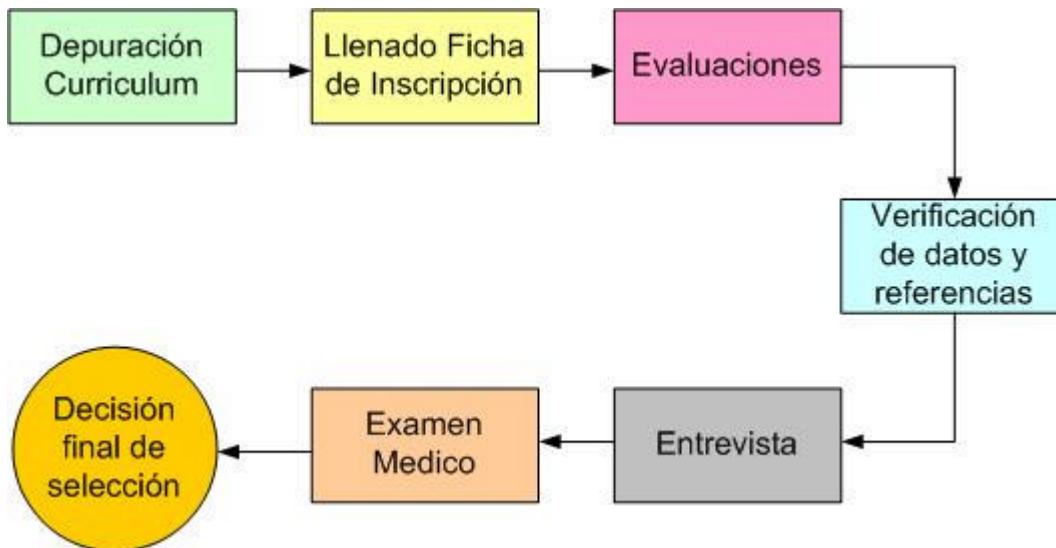 Depuración
Curriculum
Llenado Ficha
de Inscripción
Evaluaciones
Verificación
de datos y
referencias
Entrevista
Examen
Medico
Decisión
final de
selección